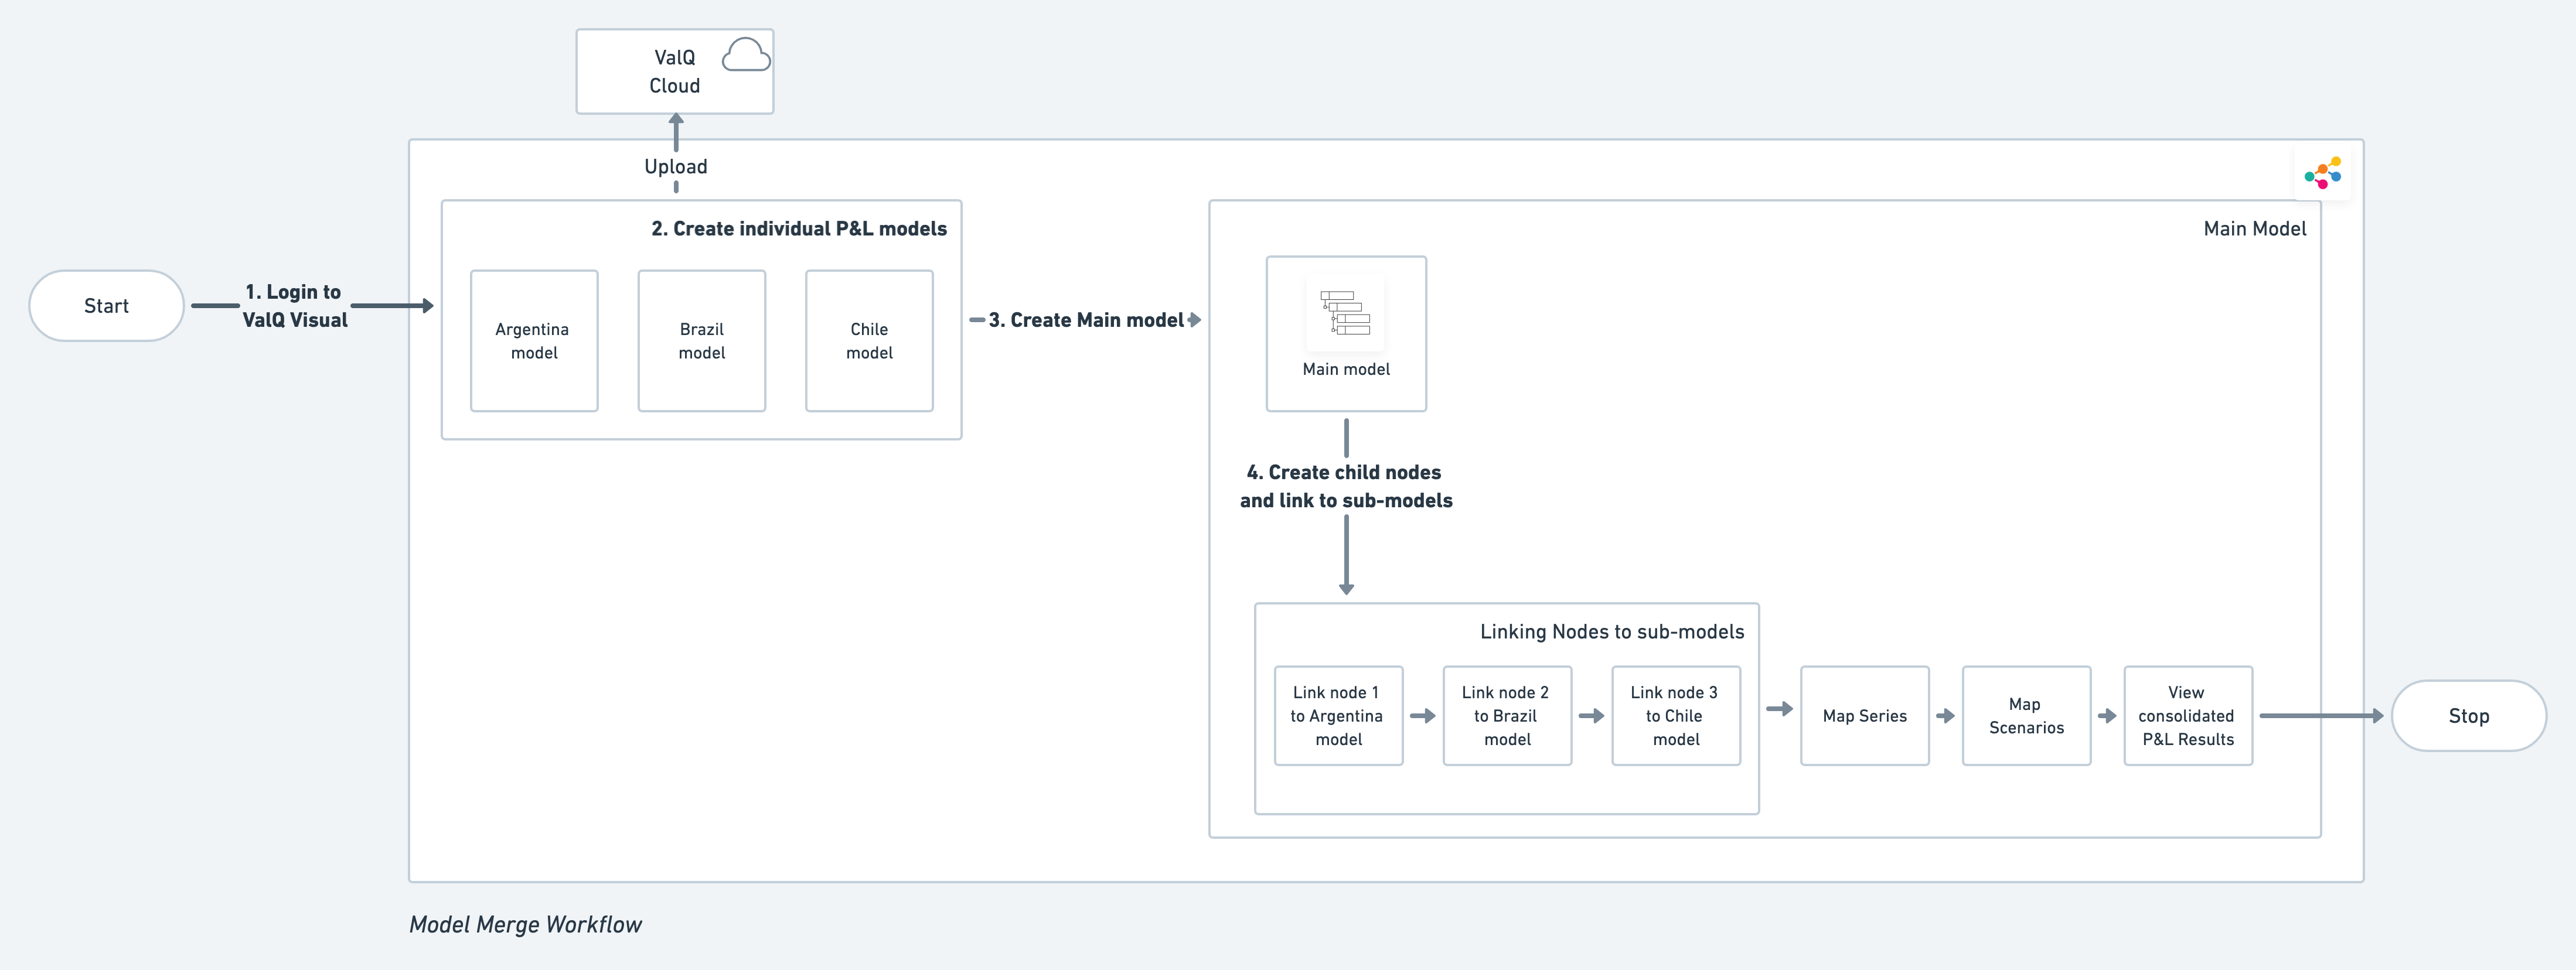 ValQ
Cloud
Upload
2. Create individual P&L models
Main Model
Start
1. Login to
ValQ Visual
Argentina
model
Brazil
model
Chile
model
3. Create Main model
Main model
4. Create child nodes
and link to sub-models
Linking Nodes to sub-models
Link node 1
to Argentina
model
Link node 2
to Brazil
model
Link node 3
to Chile
model
Map Series
Map
Scenarios
View
consolidated
P&L Results
Stop
Model Merge Workflow